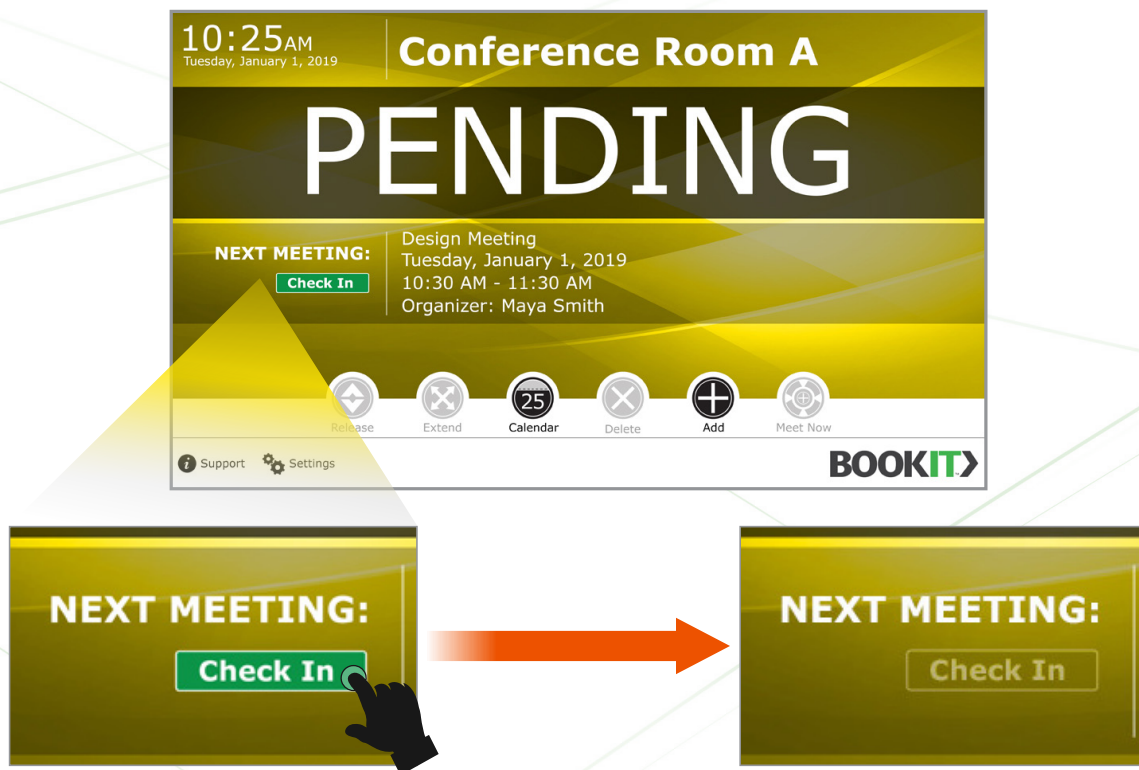 10:25AM
Tuesday, January 1, 2019
Conference Room A
PENDING
NEXT MEETING:
Check In
Design Meeting
Tuesday, January 1, 2019
10:30 AM - 11:30 AM
Organizer: Maya Smith
25
Release
Extend
Calendar
Delete
Add
Meet Now
i Support
Settings
BOOKIT
NEXT MEETING:
Check In
NEXT MEETING:
Check In